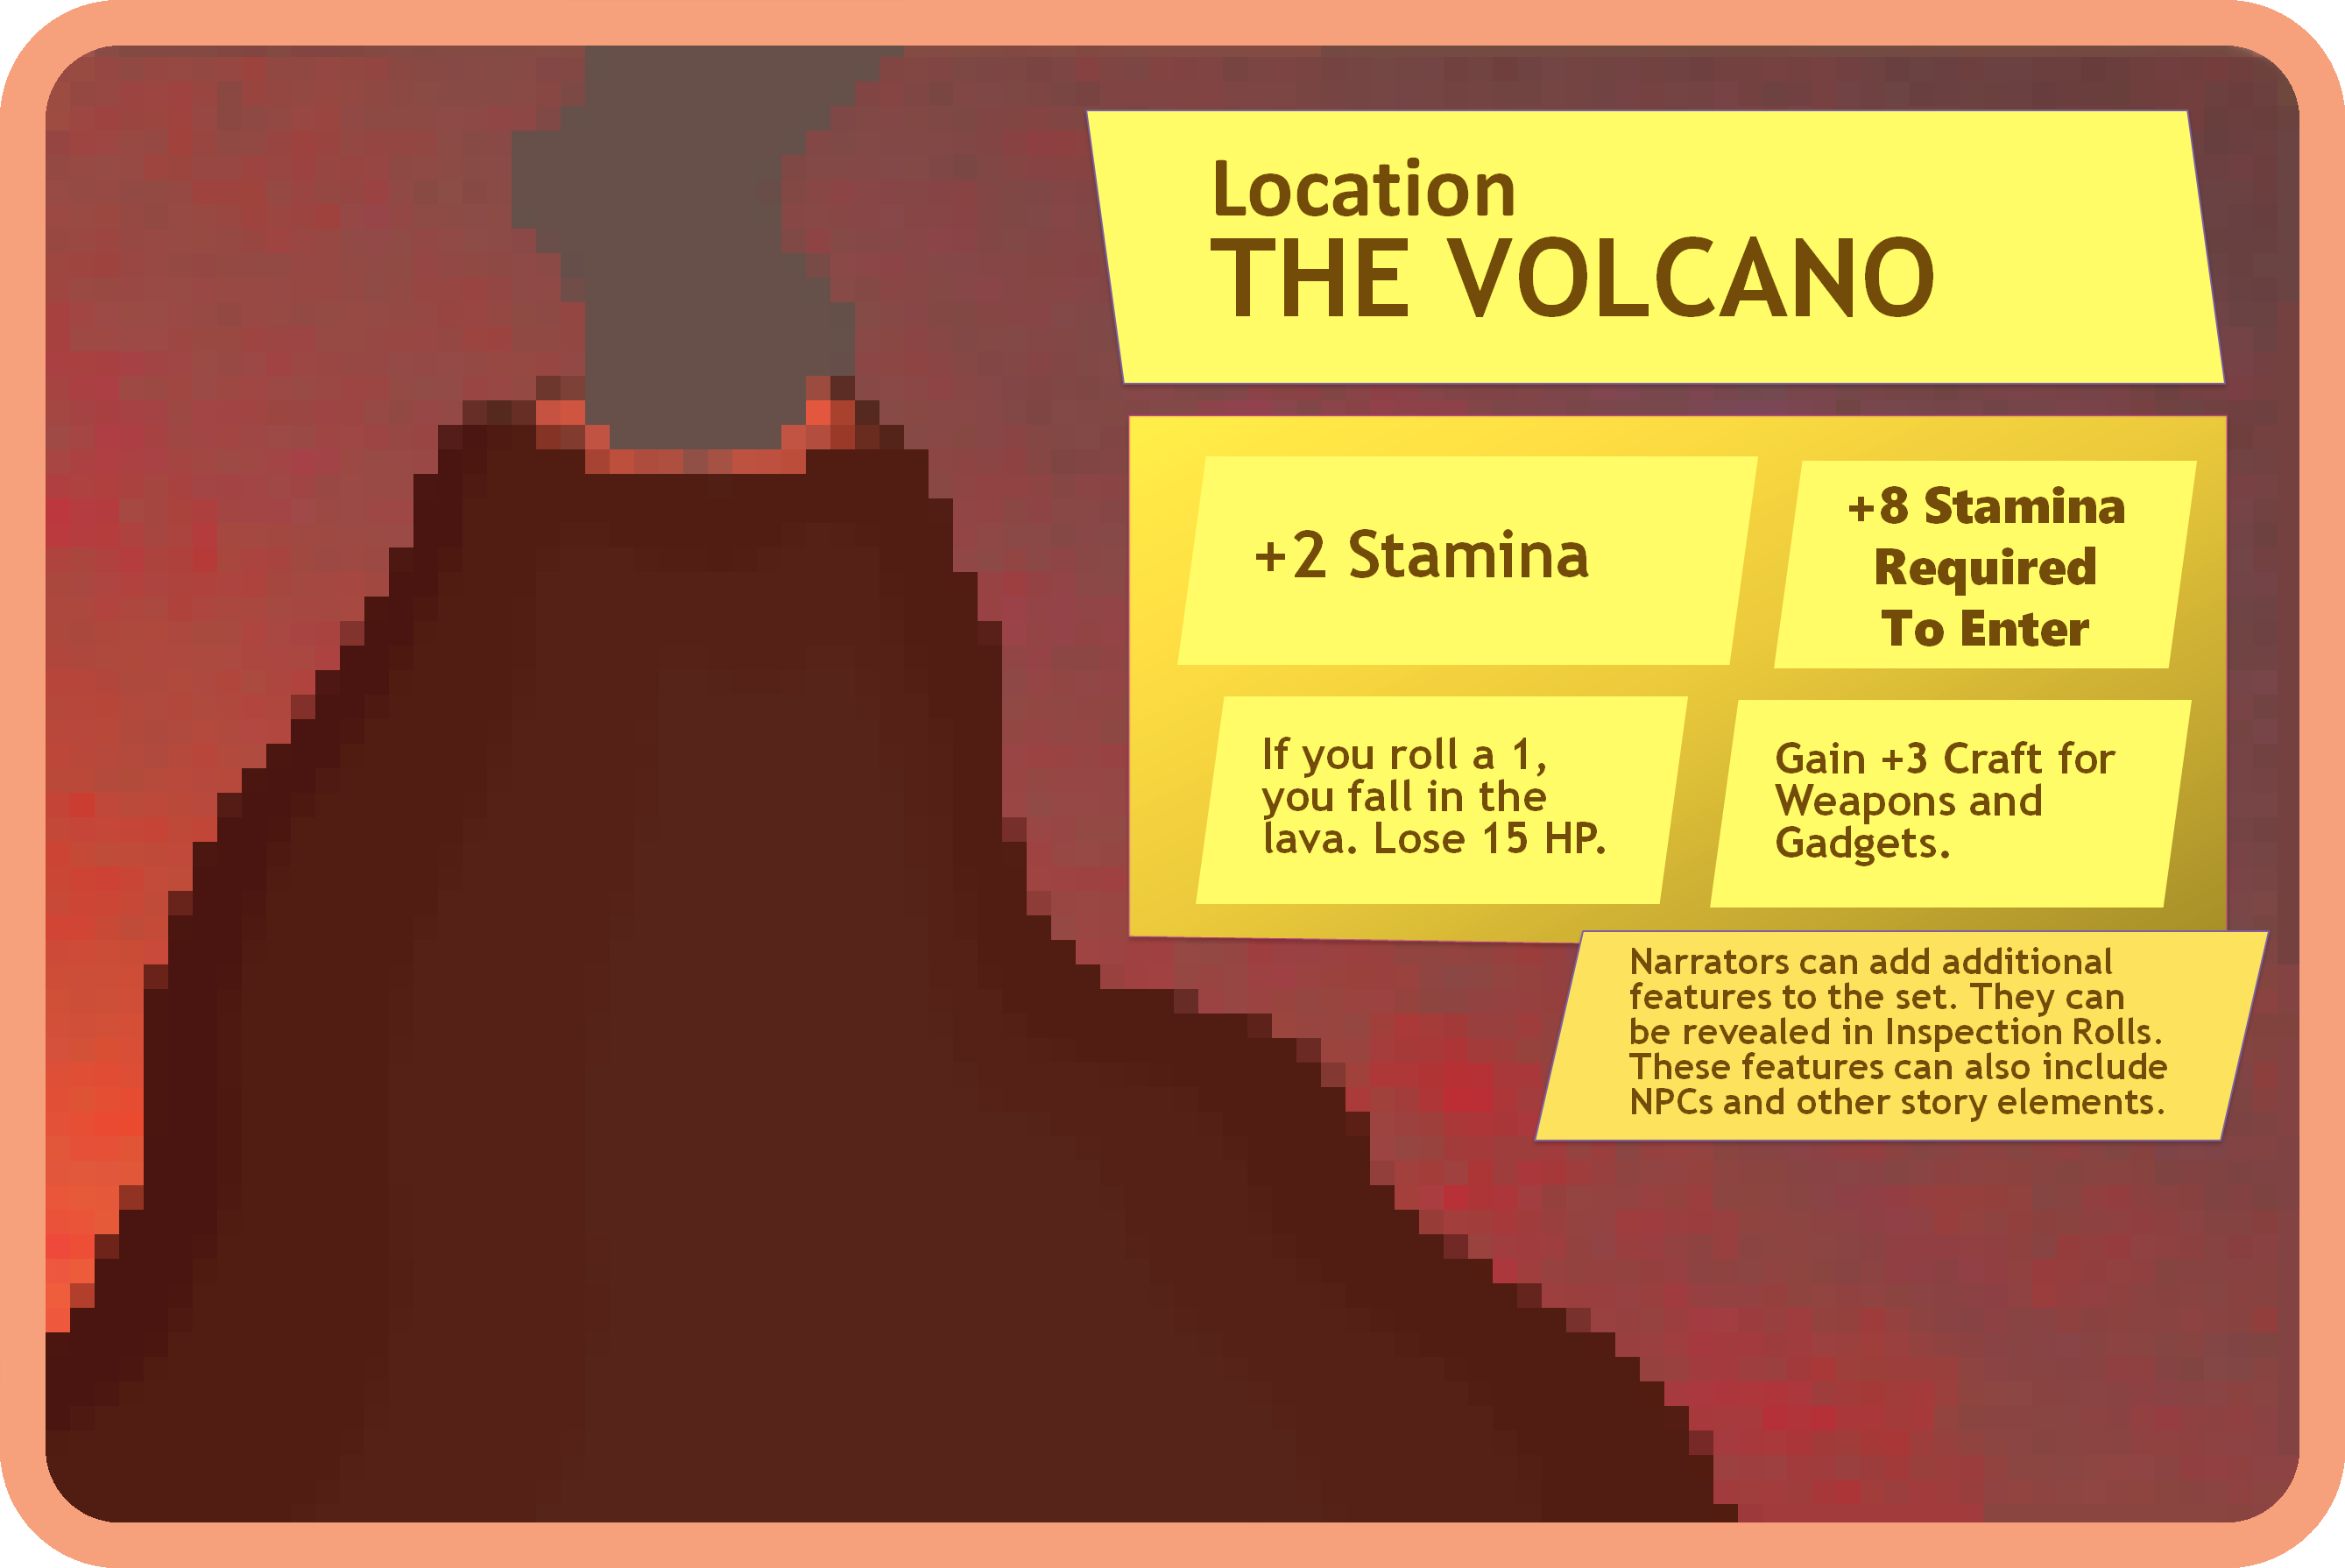 Location
THE VOLCANO
+2 Stamina
+8 Stamina
Required
To Enter
If you roll a 1,
you fall in the
lava. Lose 15 HP.
Gain +3 Craft for
Weapons and
Gadgets.
Narrators can add additional
features to the set. They can
be revealed in Inspection Rolls.
These features can also include
NPCs and other story elements.